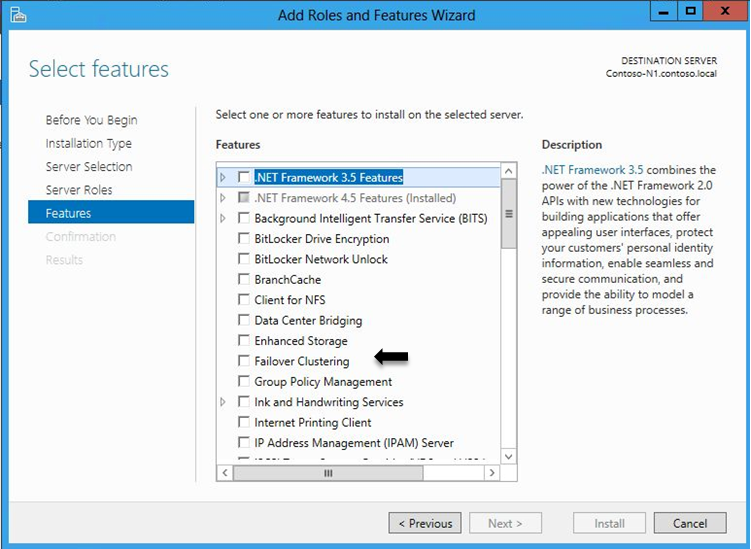 Add Roles and Features Wizard
Select features
DESTINATION SERVER
Contoso-N1.contoso.local
Before You Begin
Installation Type
Server Selection
Server Roles
Features
Confirmation
Results
Select one or more features to install on the selected server.
Features
.NET Framework 3.5 Features
.NET Framework 4.5 Features (Installed)
Background Intelligent Transfer Service (BITS)
BitLocker Drive Encryption
BitLocker Network Unlock
BranchCache
Client for NFS
Data Center Bridging
Enhanced Storage
Failover Clustering
Group Policy Management
Ink and Handwriting Services
Internet Printing Client
IP Address Management (IPAM) Server
Description
.NET Framework 3.5 combines
the power of the .NET Framework 2.0
APIs with new technologies for
building applications that offer
appealing user interfaces, protect
your customers' personal identity
information, enable seamless and
secure communication, and
provide the ability to model a
range of business processes.
< Previous
Next >
Install
Cancel